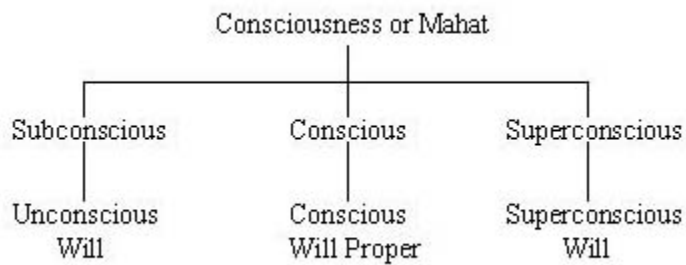 Consciousness or Mahat
Subconscious Conscious Superconscious
Unconscious Conscious Superconscious
Will Will Proper Will